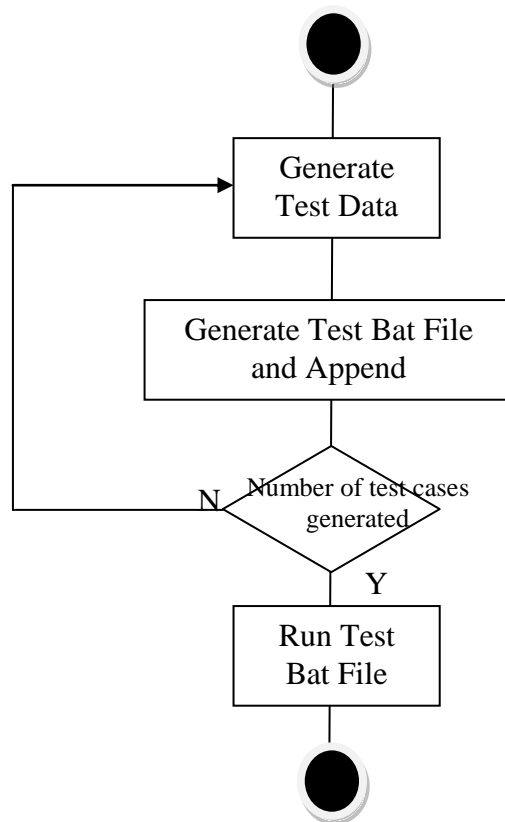 Generate
Test Data
Generate Test Bat File
and Append
Number of test cases
generated
N
Y
Run Test
Bat File